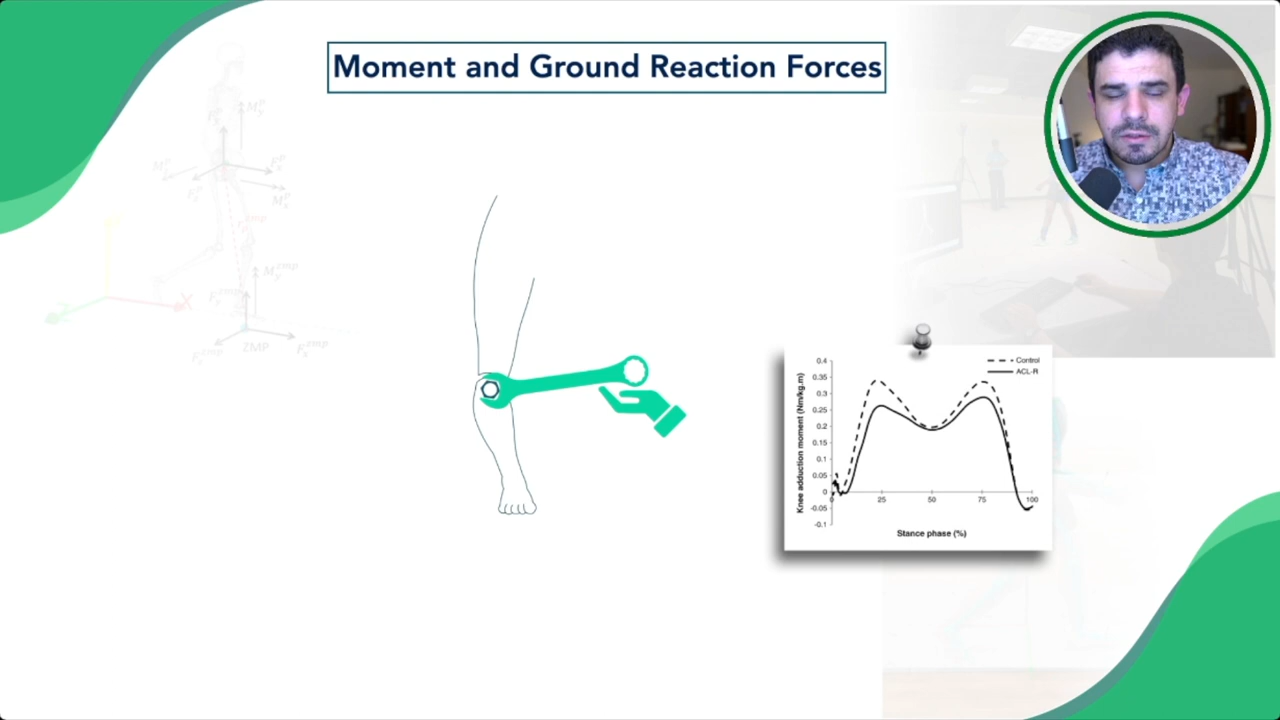 Moment and Ground Reaction Forces
X
ZMP
Control
ACL-R
Knee adduction moment (Nm/kg.m)
0.4
0.35
0.3
0.25
0.2
0.15
0.1
0.05
0
-0.05
-0.1
0 25 50 75 100
Stance phase (%)